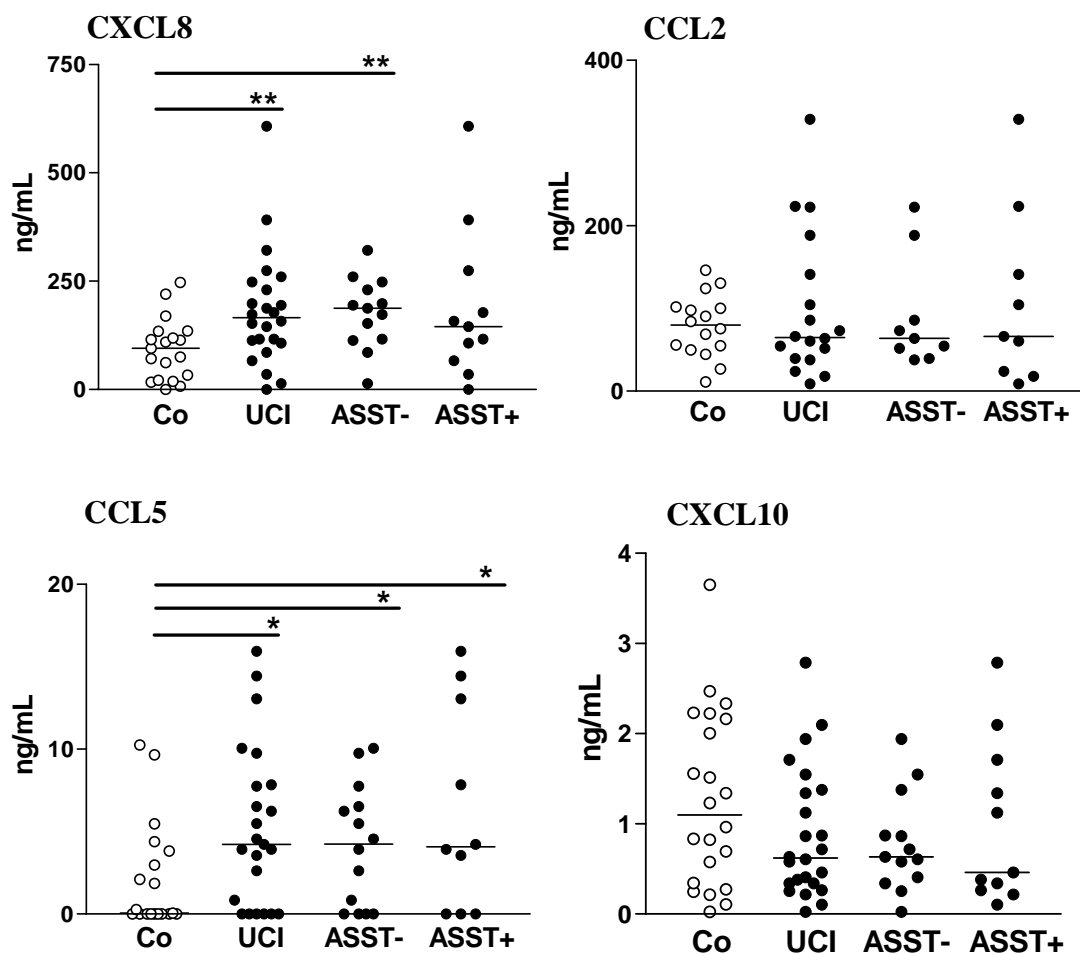 CXCL8
750
500
250
0
ng/mL
**
**
Co UCI ASST- ASST+
CCL2
400
200
0
ng/mL
Co UCI ASST- ASST+
CCL5
20
10
0
ng/mL
*
*
*
Co UCI ASST- ASST+
CXCL10
4
3
2
1
0
ng/mL
Co UCI ASST- ASST+